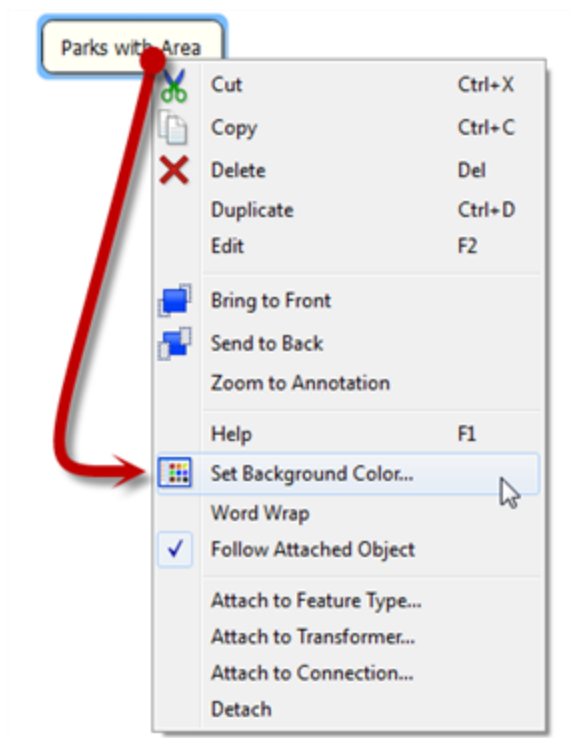 Parks with Area
Cut Ctrl+X
Copy Ctrl+C
Delete Del
Duplicate Ctrl+D
Edit F2
Bring to Front
Send to Back
Zoom to Annotation
Help F1
Set Background Color...
Word Wrap
Follow Attached Object
Attach to Feature Type...
Attach to Transformer...
Attach to Connection...
Detach